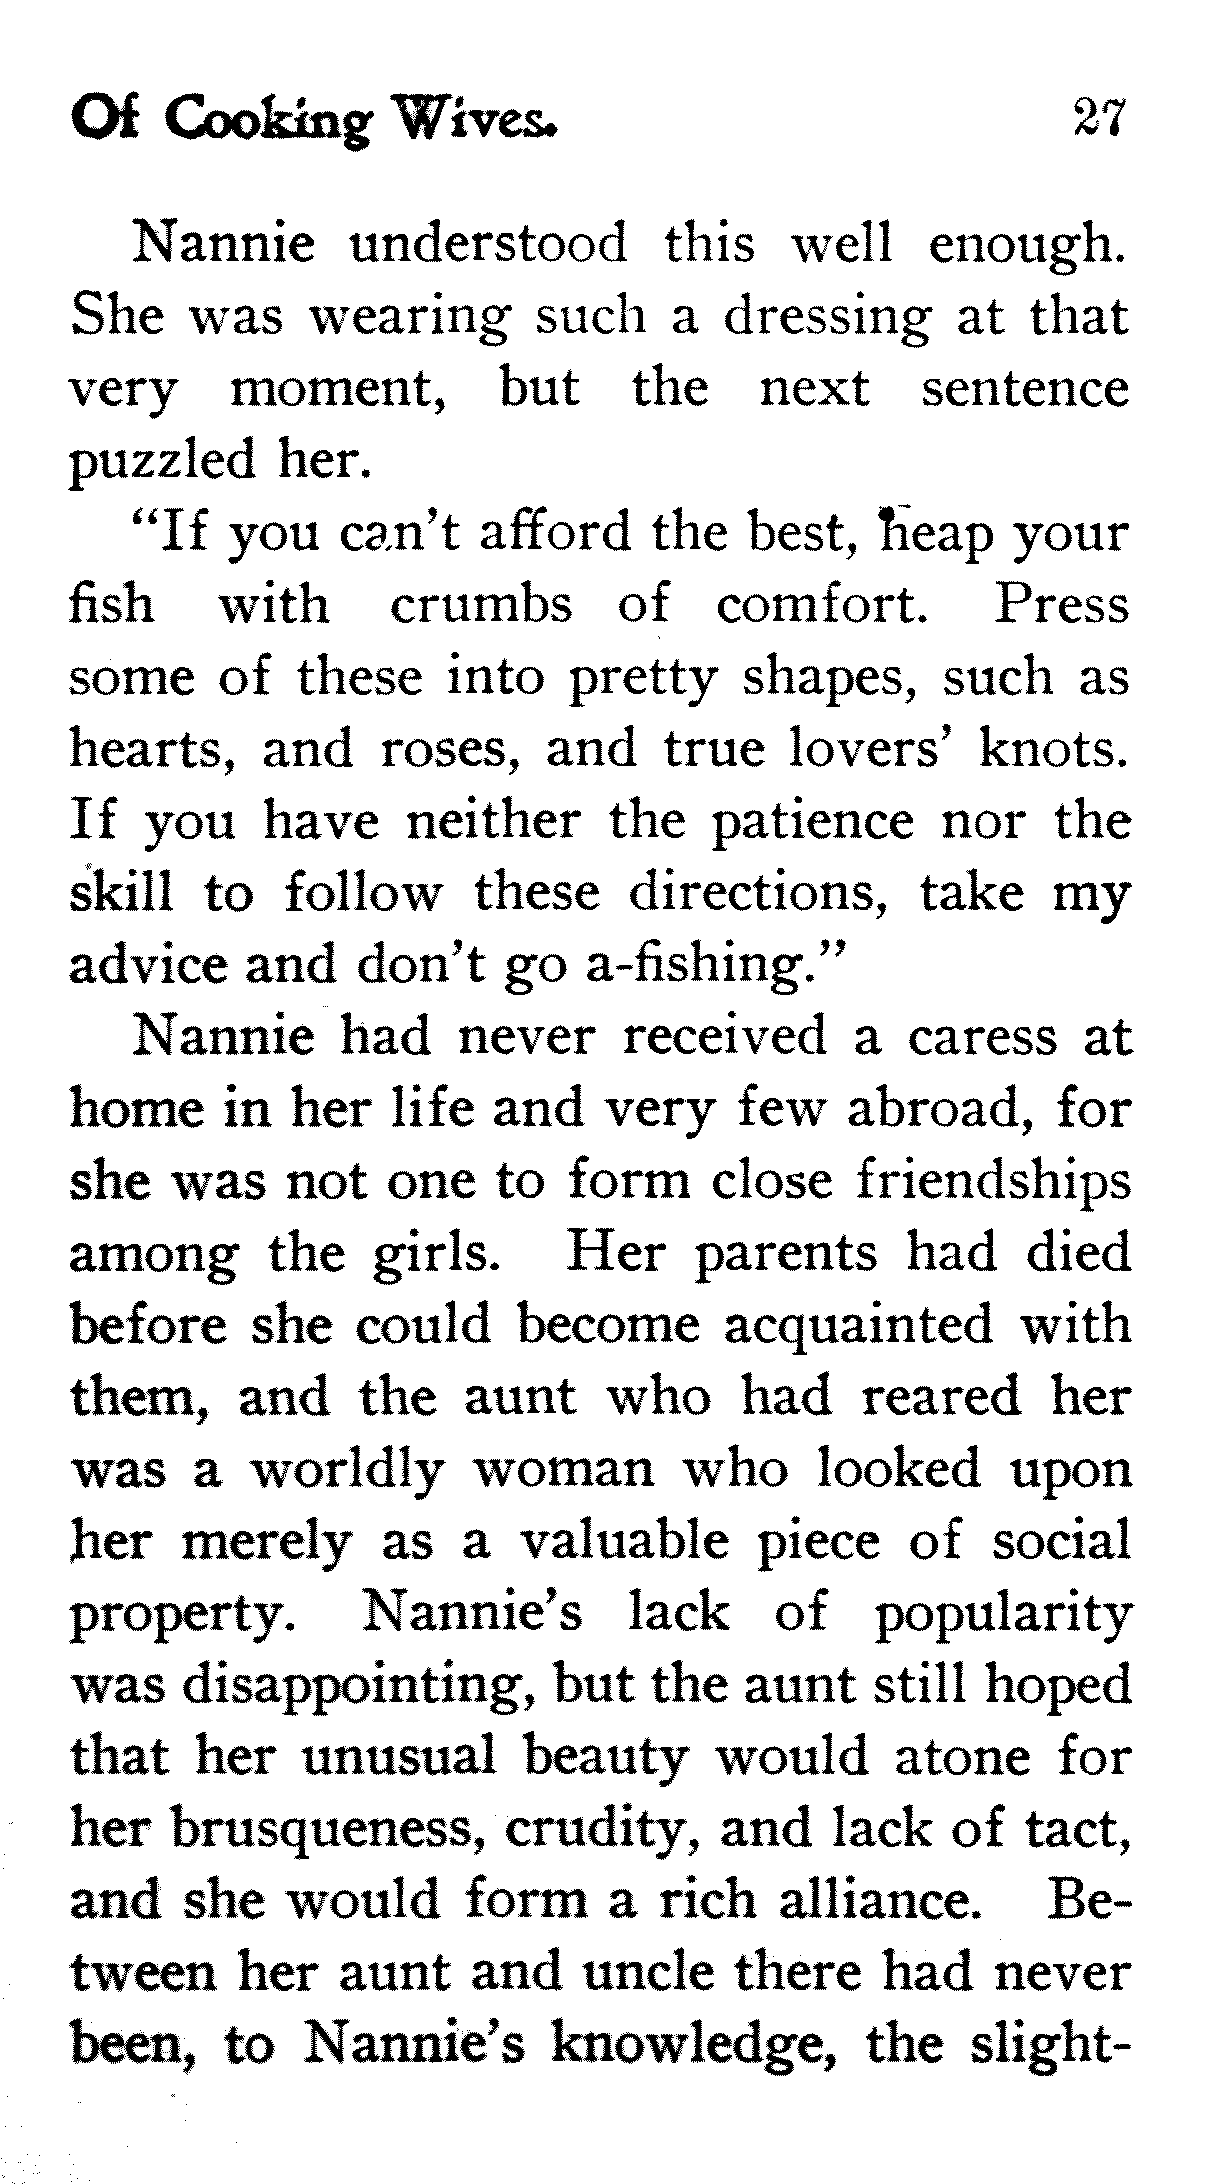 Of Cooking Wives. 27
Nannie understood this well enough.
She was wearing such a dressing at that
very moment, but the next sentence
puzzled her.
“If you can’t afford the best, heap your
fish with crumbs of comfort. Press
some of these into pretty shapes, such as
hearts, and roses, and true lovers’ knots.
If you have neither the patience nor the
skill to follow these directions, take my
advice and don’t go a-fishing.”
Nannie had never received a caress at
home in her life and very few abroad, for
she was not one to form close friendships
among the girls. Her parents had died
before she could become acquainted with
them, and the aunt who had reared her
was a worldly woman who looked upon
her merely as a valuable piece of social
property. Nannie’s lack of popularity
was disappointing, but the aunt still hoped
that her unusual beauty would atone for
her brusqueness, crudity, and lack of tact,
and she would form a rich alliance. Be-
tween her aunt and uncle there had never
been, to Nannie’s knowledge, the slight-